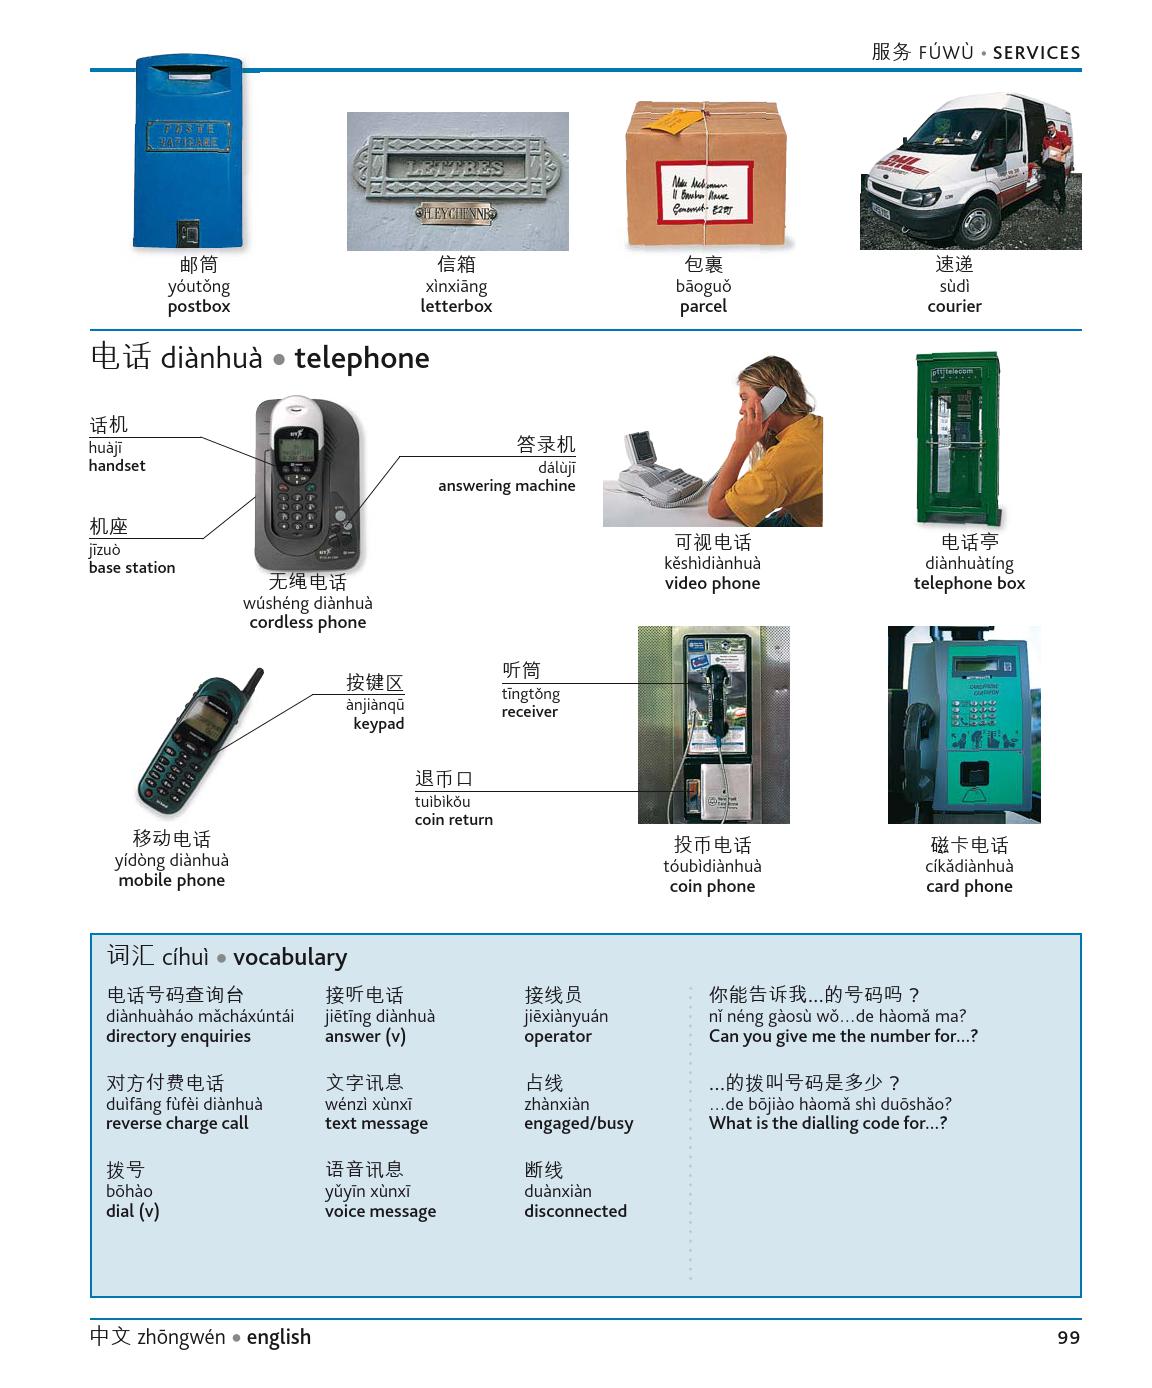 服务 FÚWÙ • SERVICES
POSTE
VATICANE
LETTRES
H.EYCHENNE
DHL
邮筒
yóutǒng
postbox
信箱
xìnxiāng
letterbox
包裹
bāoguǒ
parcel
速递
sùdì
courier
电话 diànhuà • telephone
话机
huàjī
handset
答录机
dálùjī
answering machine
机座
jīzuò
base station
无绳电话
wúshéng diànhuà
cordless phone
ptt telecom
可视电话
kěshìdiànhuà
video phone
电话亭
diànhuàtíng
telephone box
按键区
ànjiànqū
keypad
听筒
tīngtǒng
receiver
退币口
tuìbìkǒu
coin return
移动电话
yídòng diànhuà
mobile phone
投币电话
tóubìdiànhuà
coin phone
CARDPHONE
磁卡电话
cíkǎdiànhuà
card phone
词汇 cíhuì • vocabulary
电话号码查询台
diànhuàháo mǎcháxúntái
directory enquiries
对方付费电话
duìfāng fùfèi diànhuà
reverse charge call
拨号
bōhào
dial (v)
接听电话
jiētīng diànhuà
answer (v)
文字讯息
wénzì xùnxī
text message
语音讯息
yǔyīn xùnxī
voice message
接线员
jiēxiànyuán
operator
占线
zhànxiàn
engaged/busy
断线
duànxiàn
disconnected
你能告诉我...的号码吗？
nǐ néng gàosù wǒ...de hàomǎ ma?
Can you give me the number for...?
...的拨叫号码是多少？
...de bōjiào hàomǎ shì duōshǎo?
What is the dialling code for...?
中文 zhōngwén • english
99